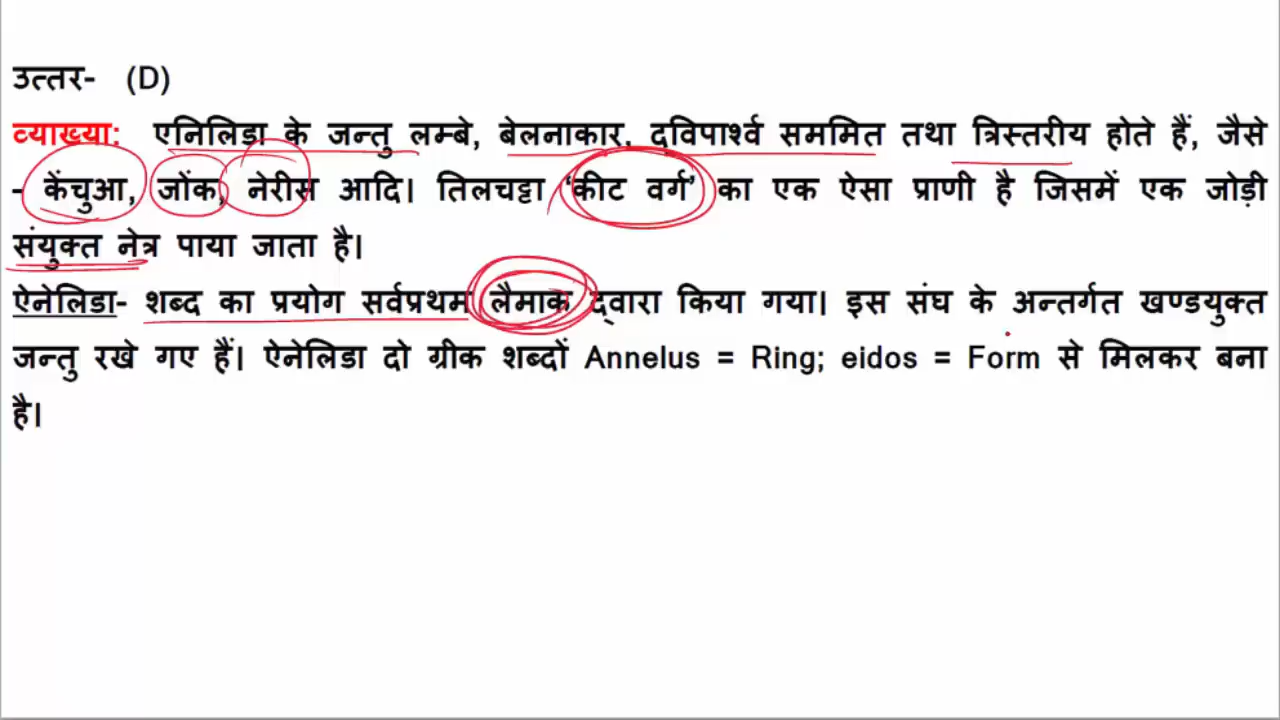 उत्तर- (D)
व्याख्या: एनिलिडा के जन्तु लम्बे, बेलनाकार, द्विपार्श्व सममित तथा त्रिस्तरीय होते हैं, जैसे
- केंचुआ, जोंक, नेरीस आदि। तिलचट्टा 'कीट वर्ग' का एक ऐसा प्राणी है जिसमें एक जोड़ी
संयुक्त नेत्र पाया जाता है।
ऐनेलिडा- शब्द का प्रयोग सर्वप्रथम लैमाक द्वारा किया गया। इस संघ के अन्तर्गत खण्डयुक्त
जन्तु रखे गए हैं। ऐनेलिडा दो ग्रीक शब्दों Annelus = Ring; eidos = Form से मिलकर बना
है।